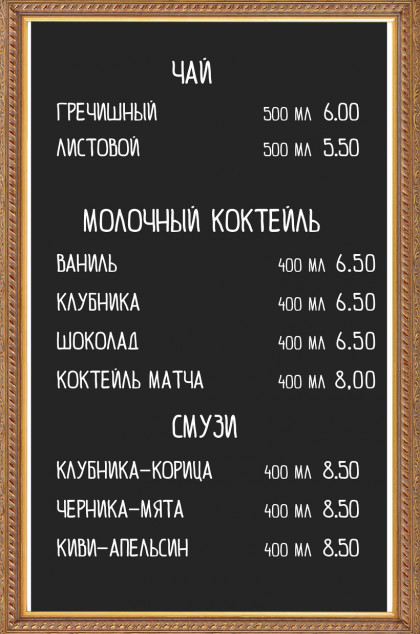 ЧАЙ
ГРЕЧИШНЫЙ 500 МЛ 6.00
ЛИСТОВОЙ 500 МЛ 5.50
МОЛОЧНЫЙ КОКТЕЙЛЬ
ВАНИЛЬ 400 МЛ 6.50
КЛУБНИКА 400 МЛ 6.50
ШОКОЛАД 400 МЛ 6.50
КОКТЕЙЛЬ МАТЧА 400 МЛ 8,00
СМУЗИ
КЛУБНИКА-КОРИЦА 400 МЛ 8.50
ЧЕРНИКА-МЯТА 400 МЛ 8.50
КИВИ-АПЕЛЬСИН 400 МЛ 8.50